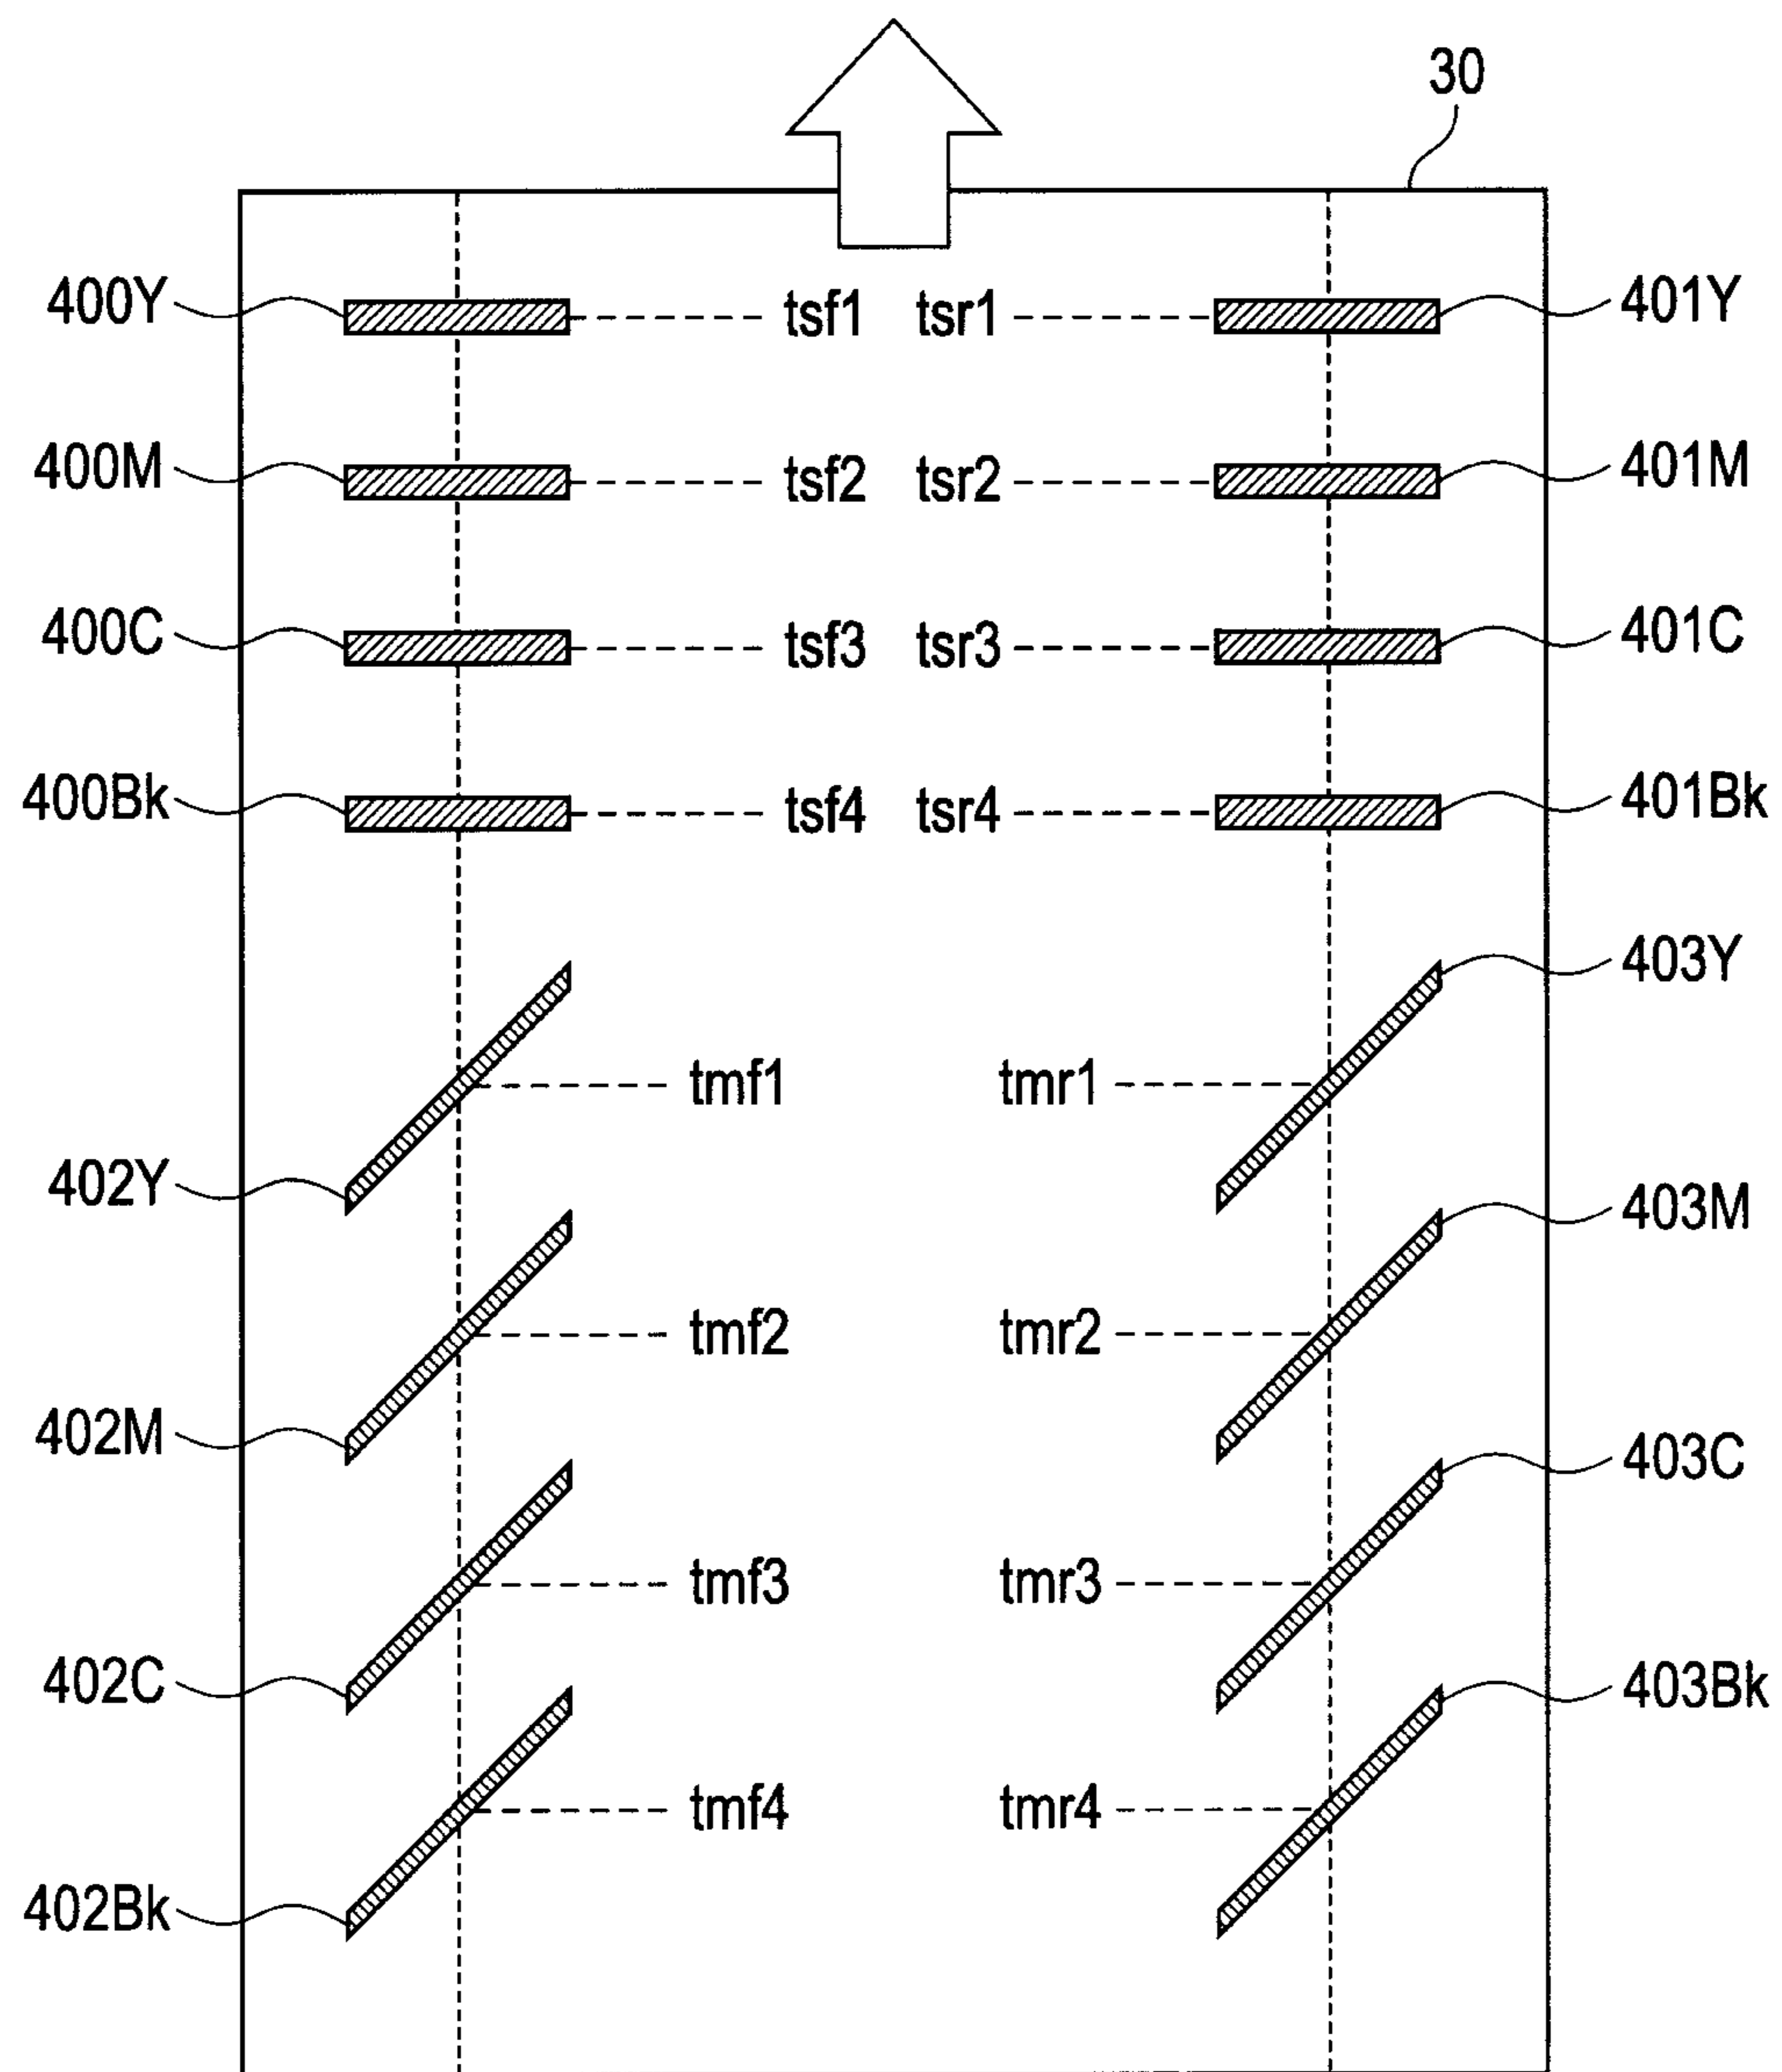 30
400Y tsf1 tsr1 401Y
400M tsf2 tsr2 401M
400C tsf3 tsr3 401C
400Bk tsf4 tsr4 401Bk
403Y
tmf1 tmr1
402Y
403M
tmf2 tmr2
402M
403C
tmf3 tmr3
402C
403Bk
tmf4 tmr4
402Bk